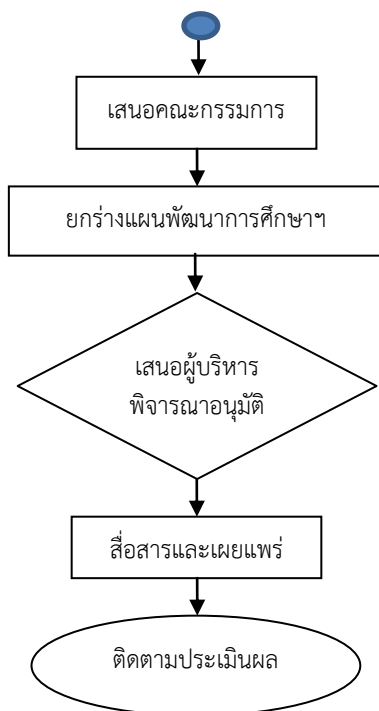 เสนอคณะกรรมการ
ยกร่างแผนพัฒนาการศึกษาฯ
เสนอผู้บริหาร
พิจารณาอนุมัติ
สื่อสารและเผยแพร่
ติดตามประเมินผล